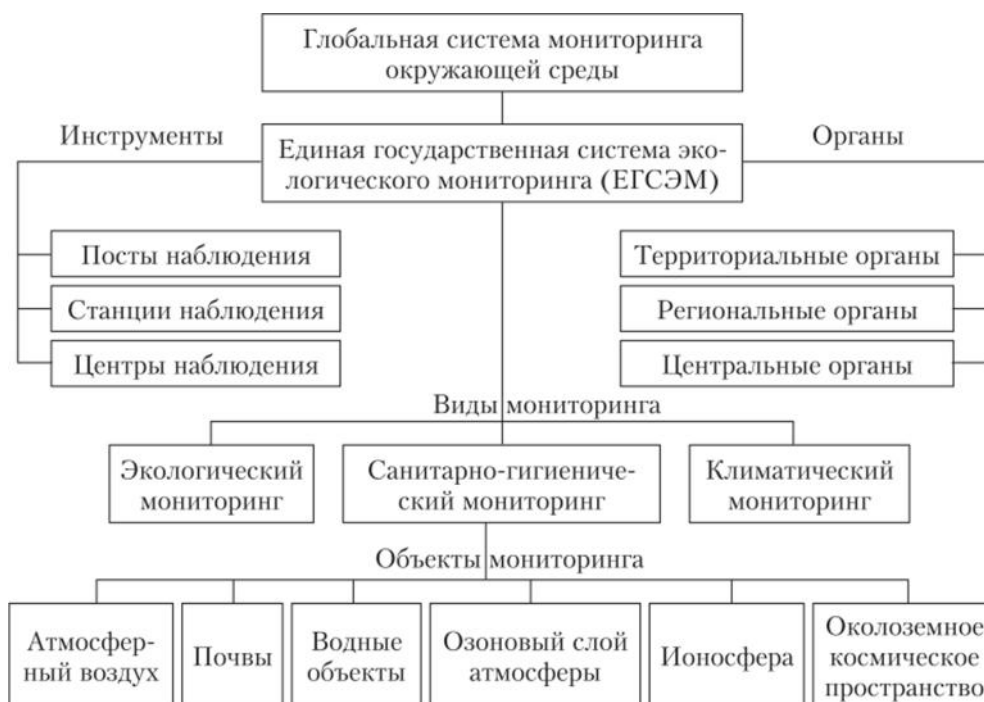 Глобальная система мониторинга
окружающей среды
Инструменты
Органы
Единая государственная система эко-
логического мониторинга (ЕГСЭМ)
Посты наблюдения
Станции наблюдения
Центры наблюдения
Территориальные органы
Региональные органы
Центральные органы
Виды мониторинга
Экологический
мониторинг
Санитарно-гигиениче-
ский мониторинг
Климатический
мониторинг
Объекты мониторинга
Атмосфер-
ный воздух
Почвы
Водные
объекты
Озоновый слой
атмосферы
Ионосфера
Околоземное
космическое
пространство